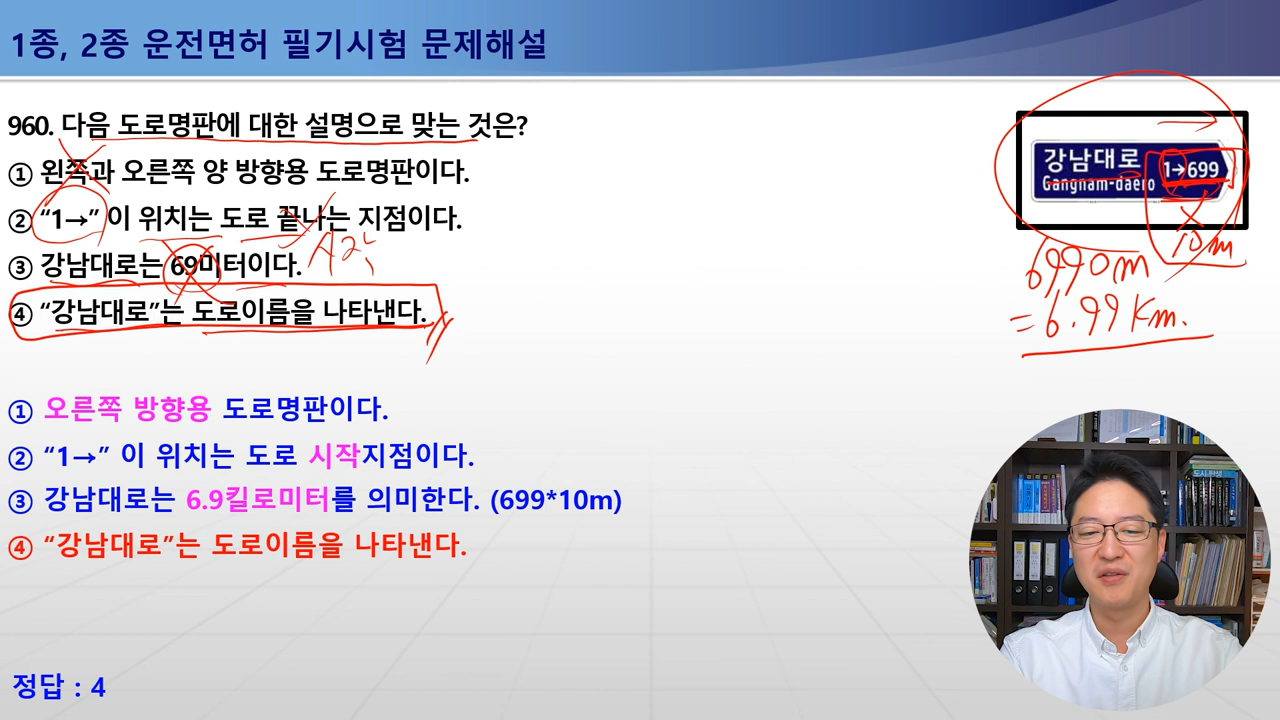 1종, 2종 운전면허 필기시험 문제해설
960. 다음 도로명판에 대한 설명으로 맞는 것은?
① 왼쪽과 오른쪽 양 방향용 도로명판이다.
② “1→” 이 위치는 도로 끝나는 지점이다.
③ 강남대로는 69미터이다.
④ “강남대로”는 도로이름을 나타낸다.
강남대로 1→699
Gangnam-daero
10m
6990m
=6.99 Km.
① 오른쪽 방향용 도로명판이다.
② “1→” 이 위치는 도로 시작지점이다.
③ 강남대로는 6.9킬로미터를 의미한다. (699*10m)
④ “강남대로”는 도로이름을 나타낸다.
정답 : 4